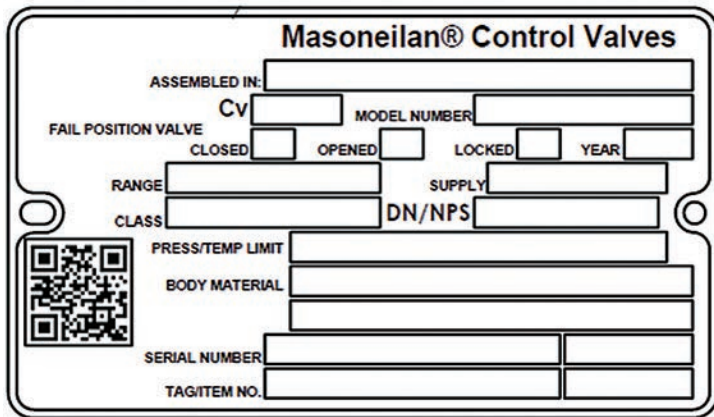 Masoneilan® Control Valves
ASSEMBLED IN:
Cv MODEL NUMBER
FAIL POSITION VALVE
CLOSED OPENED LOCKED YEAR
RANGE SUPPLY
CLASS DN/NPS
PRESS/TEMP LIMIT
BODY MATERIAL
SERIAL NUMBER
TAG/ITEM NO.